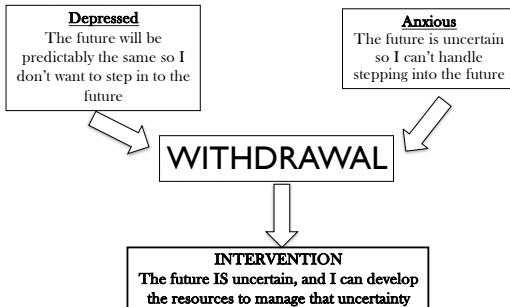 Depressed
The future will be
predictably the same so I
don't want to step in to the
future
Anxious
The future is uncertain
so I can't handle
stepping into the future
WITHDRAWAL
INTERVENTION
The future IS uncertain, and I can develop
the resources to manage that uncertainty